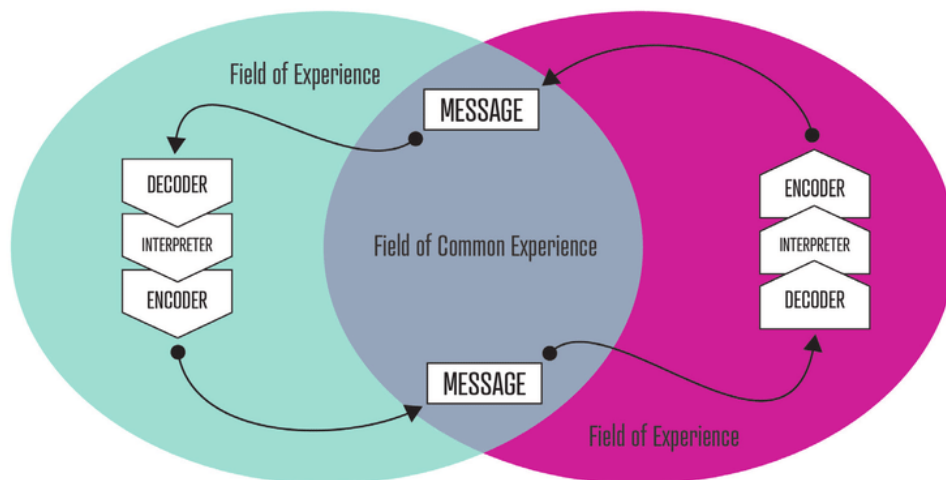 Field of Experience
MESSAGE
DECODER
INTERPRETER
ENCODER
Field of Common Experience
ENCODER
INTERPRETER
DECODER
MESSAGE
Field of Experience